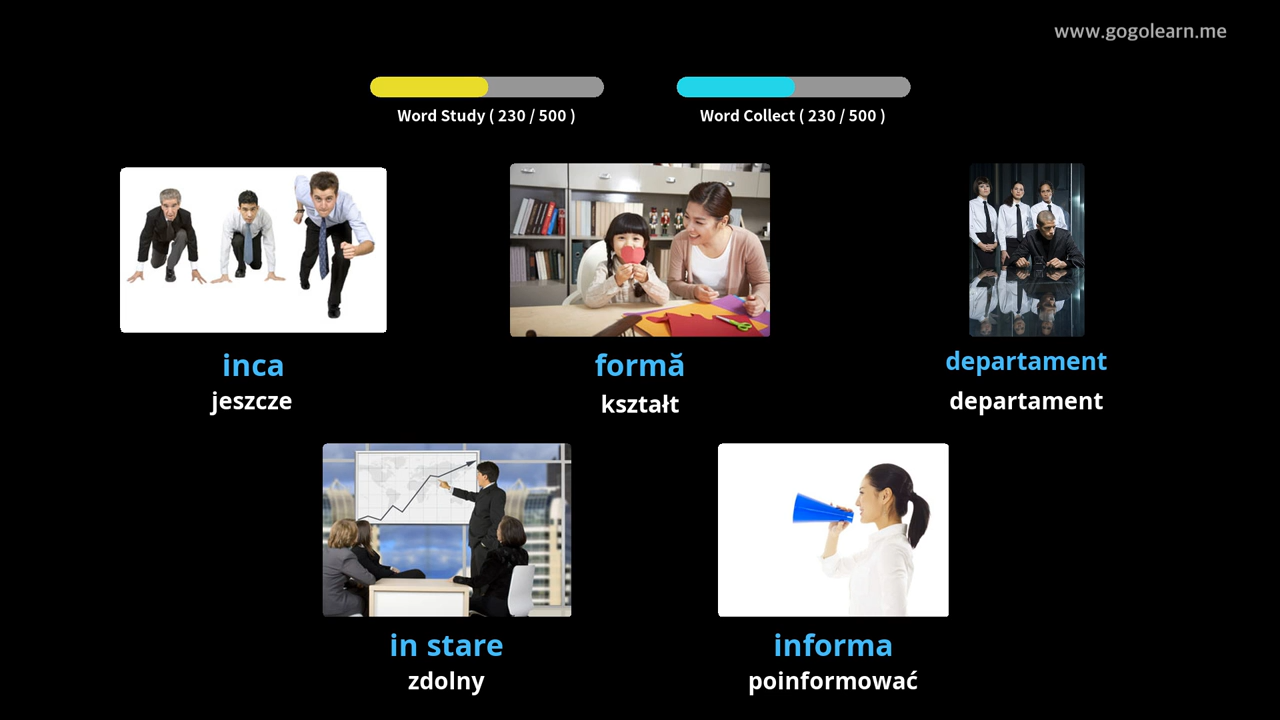 www.gogolearn.me
Word Study ( 230 / 500 )
Word Collect ( 230 / 500 )
inca
jeszcze
formă
kształt
departament
departament
in stare
zdolny
informa
poinformować